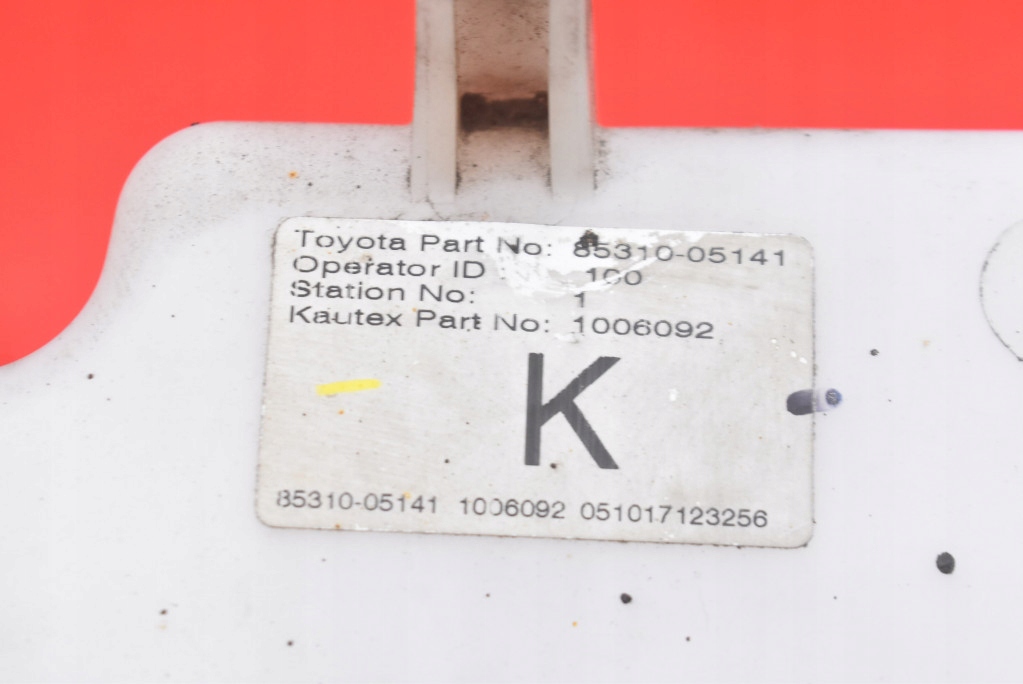 Toyota Part No: 85310-05141
Operator ID : 100
Station No: 1
Kautex Part No: 1006092
K
85310-05141 1006092 051017123256